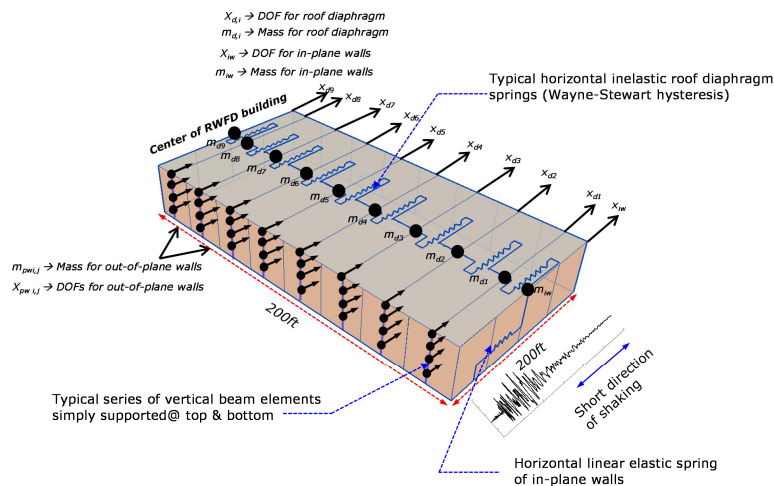 X_d,i → DOF for roof diaphragm
m_d,i → Mass for roof diaphragm
X_iw → DOF for in-plane walls
m_iw → Mass for in-plane walls
Typical horizontal inelastic roof diaphragm
springs (Wayne-Stewart hysteresis)
Center of RWFD building
x_d9
x_d8
x_d7
x_d6
x_d5
x_d4
x_d3
x_d2
x_d1
x_iw
m_d9
m_d8
m_d7
m_d6
m_d5
m_d4
m_d3
m_d2
m_d1
m_iw
m_pwi,j → Mass for out-of-plane walls
X_pw i,j → DOFs for out-of-plane walls
200ft
200ft
Short direction
of shaking
Typical series of vertical beam elements
simply supported@ top & bottom
Horizontal linear elastic spring
of in-plane walls